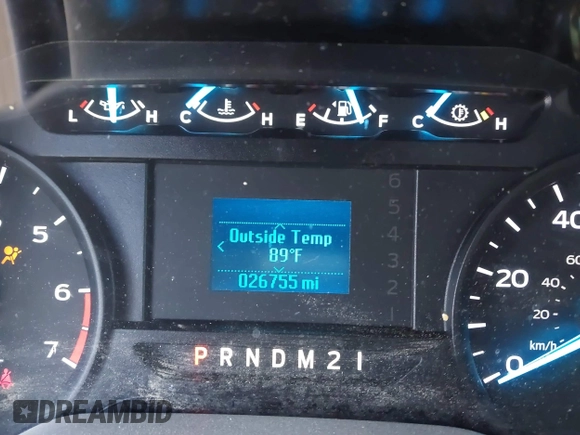 L H C H E F C H
6
5
4
3
2
1
Outside Temp
89°F
026755 mi
5
6
7
PRNDM21
40
20
0
60
40
20
km/h
DREAMBID